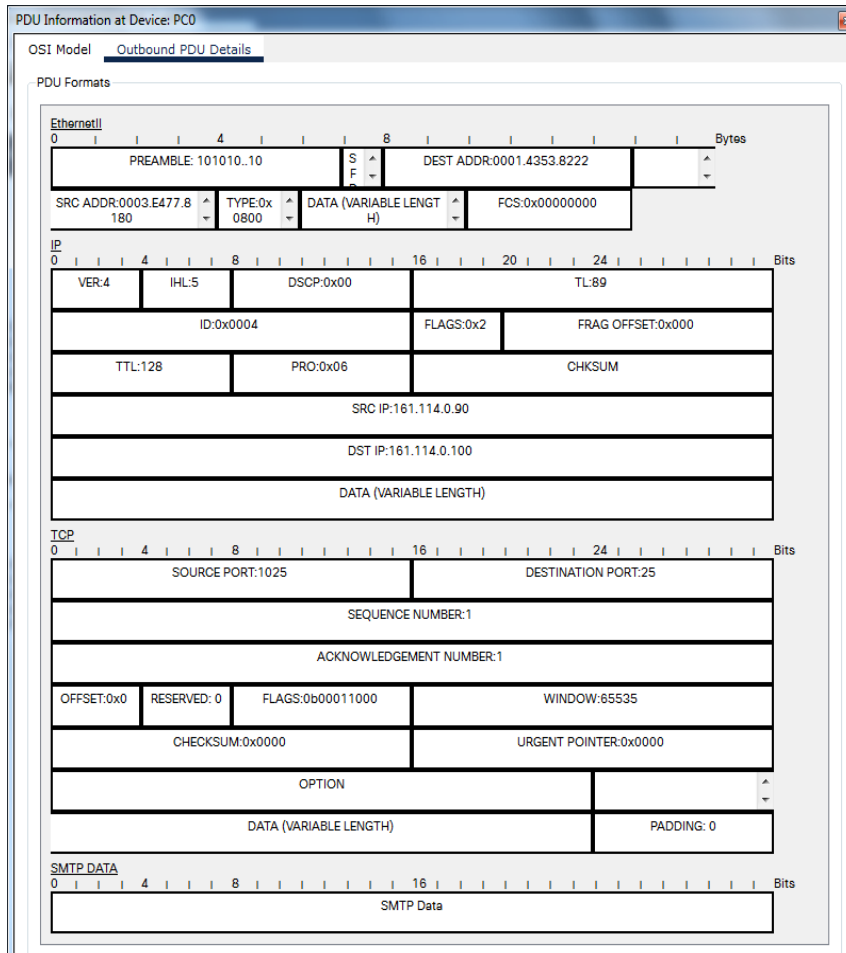 PDU Information at Device: PC0
OSI Model Outbound PDU Details
PDU Formats
EthernetII
0 4 8 Bytes
PREAMBLE: 101010..10 SF DEST ADDR:0001.4353.8222
SRC ADDR:0003.E477.8 TYPE:0x DATA (VARIABLE LENGT FCS:0x00000000
180 0800 H)
IP
0 4 8 16 20 24 Bits
VER:4 IHL:5 DSCP:0x00 TL:89
ID:0x0004 FLAGS:0x2 FRAG OFFSET:0x000
TTL:128 PRO:0x06 CHKSUM
SRC IP:161.114.0.90
DST IP:161.114.0.100
DATA (VARIABLE LENGTH)
TCP
0 4 8 16 24 Bits
SOURCE PORT:1025 DESTINATION PORT:25
SEQUENCE NUMBER:1
ACKNOWLEDGEMENT NUMBER:1
OFFSET:0x0 RESERVED: 0 FLAGS:0b00011000 WINDOW:65535
CHECKSUM:0x0000 URGENT POINTER:0x0000
OPTION
DATA (VARIABLE LENGTH) PADDING: 0
SMTP DATA
0 4 8 16 Bits
SMTP Data